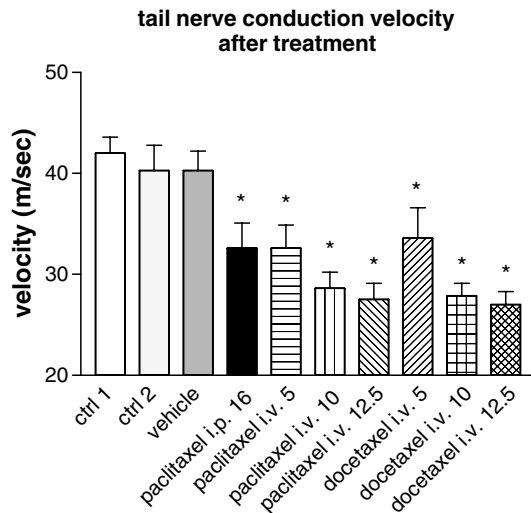 tail nerve conduction velocity
after treatment
velocity (m/sec)
50
40
30
20
*
*
*
*
*
*
*
ctrl 1
ctrl 2
vehicle
paclitaxel i.p. 16
paclitaxel i.v. 5
paclitaxel i.v. 10
paclitaxel i.v. 12.5
docetaxel i.v. 5
docetaxel i.v. 10
docetaxel i.v. 12.5